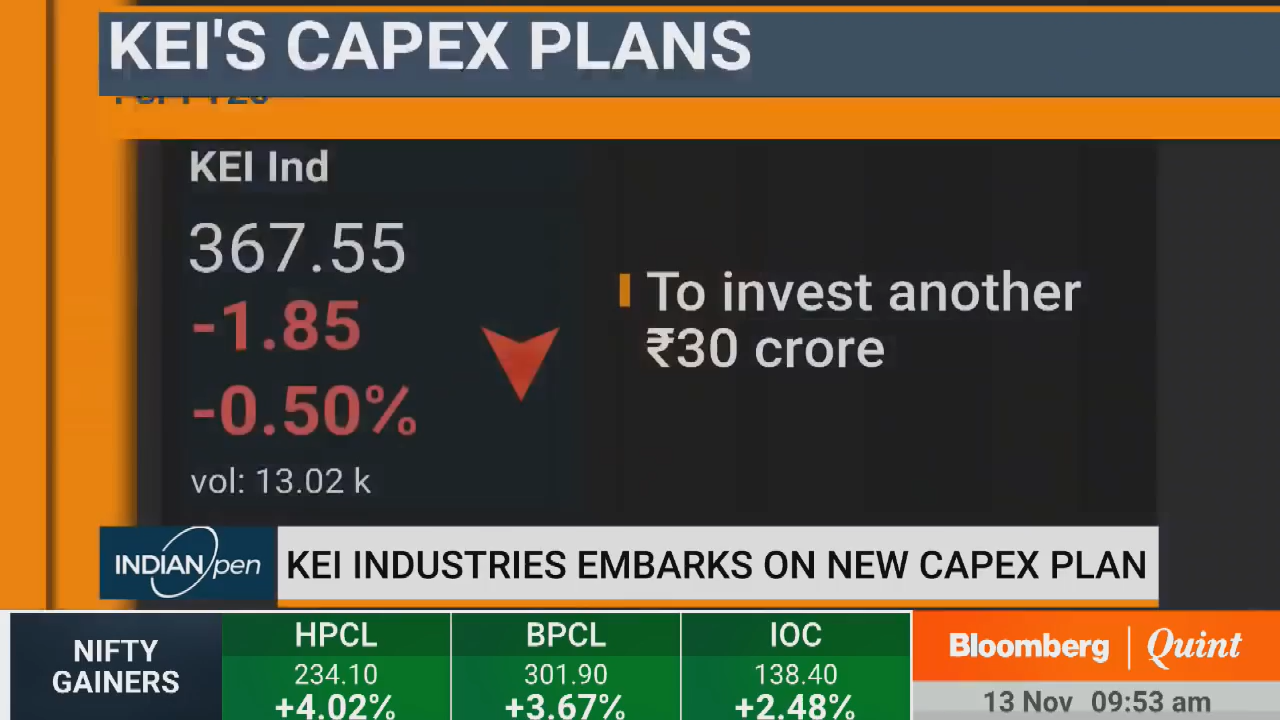 KEI'S CAPEX PLANS
KEI Ind
367.55
-1.85
-0.50%
vol: 13.02 k
To invest another
₹30 crore
INDIAN Open
KEI INDUSTRIES EMBARKS ON NEW CAPEX PLAN
NIFTY
GAINERS
HPCL
234.10
+4.02%
BPCL
301.90
+3.67%
IOC
138.40
+2.48%
Bloomberg | Quint
13 Nov 09:53 am